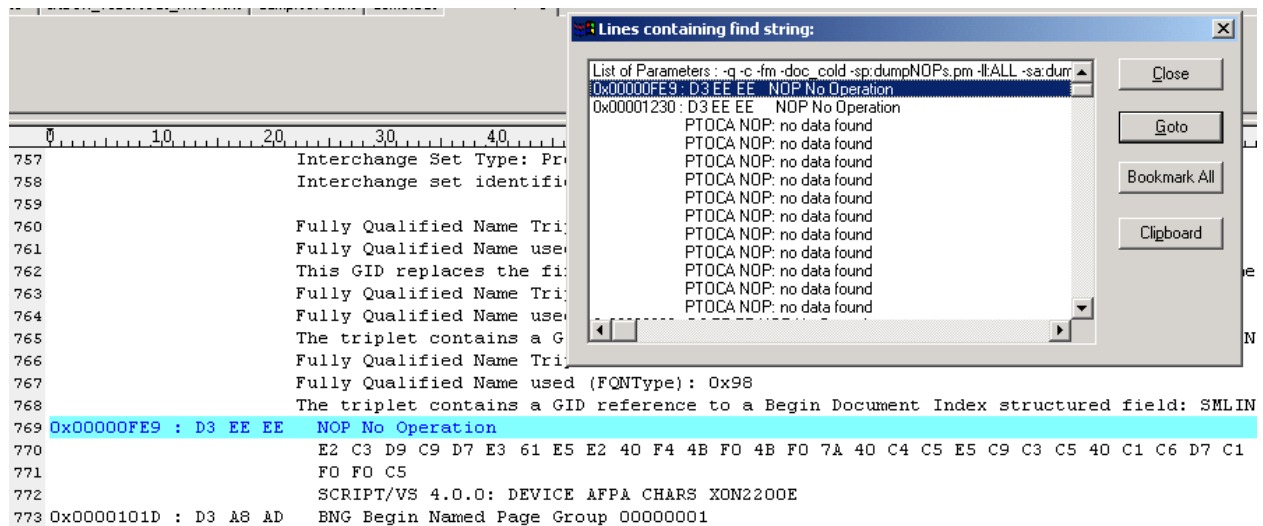 Lines containing find string:
List of Parameters : -q -c -fm -doc_cold -sp:dumpNOPs.pm -ll:ALL
0x00000FE9 : D3 EE EE NOP No Operation
0x00001230 : D3 EE EE NOP No Operation
PTOCA NOP: no data found
PTOCA NOP: no data found
PTOCA NOP: no data found
PTOCA NOP: no data found
PTOCA NOP: no data found
PTOCA NOP: no data found
PTOCA NOP: no data found
PTOCA NOP: no data found
PTOCA NOP: no data found
PTOCA NOP: no data found
PTOCA NOP: no data found
Close
Goto
Bookmark All
Clipboard
0 10 20 30 40
757 Interchange Set Type:
758 Interchange set
759
760 Fully Qualified Name
761 Fully Qualified Name
762 This GID replaces the
763 Fully Qualified Name
764 Fully Qualified Name
765 The triplet contains a
766 Fully Qualified Name
767 Fully Qualified Name used (FQNType): 0x98
768 The triplet contains a GID reference to a Begin Document Index structured field: SMLIN
769 0x00000FE9 : D3 EE EE NOP No Operation
770 E2 C3 D9 C9 D7 E3 61 E5 E2 40 F4 4B F0 4B F0 7A 40 C4 C5 E5 C9 C3 C5 40 C1 C6 D7 C1
771 F0 F0 C5
772 SCRIPT/VS 4.0.0: DEVICE AFPA CHARS XON2200E
773 0x0000101D : D3 A8 AD BNG Begin Named Page Group 00000001